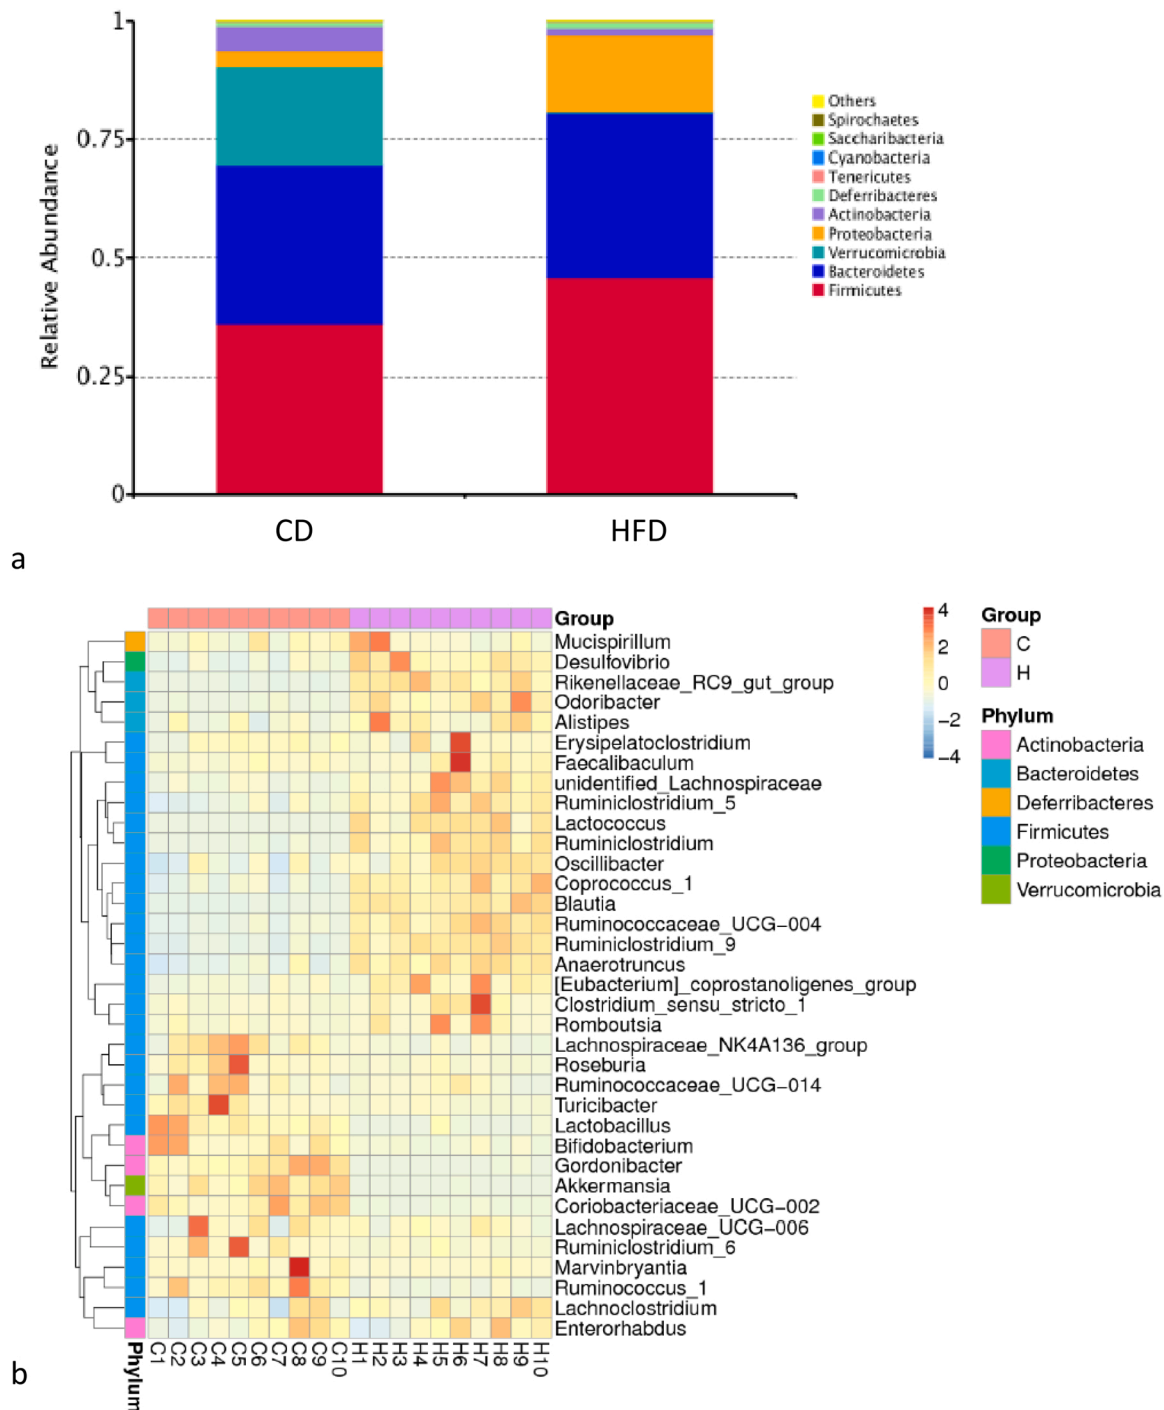 1
0.75
0.5
0.25
0
Relative Abundance
CD
HFD
Others
Spirochaetes
Saccharibacteria
Cyanobacteria
Tenericutes
Deferribacteres
Actinobacteria
Proteobacteria
Verrucomicrobia
Bacteroidetes
Firmicutes
a
Group
Mucispirillum
Desulfovibrio
Rikenellaceae_RC9_gut_group
Odoribacter
Alistipes
Erysipelatoclostridium
Faecalibaculum
unidentified_Lachnospiraceae
Ruminiclostridium_5
Lactococcus
Ruminiclostridium
Oscillibacter
Coprococcus_1
Blautia
Ruminococcaceae_UCG−004
Ruminiclostridium_9
Anaerotruncus
[Eubacterium]_coprostanoligenes_group
Clostridium_sensu_stricto_1
Romboutsia
Lachnospiraceae_NK4A136_group
Roseburia
Ruminococcaceae_UCG−014
Turicibacter
Lactobacillus
Bifidobacterium
Gordonibacter
Akkermansia
Coriobacteriaceae_UCG−002
Lachnospiraceae_UCG−006
Ruminiclostridium_6
Marvinbryantia
Ruminococcus_1
Lachnoclostridium
Enterorhabdus
4
2
0
−2
−4
Group
C
H
Phylum
Actinobacteria
Bacteroidetes
Deferribacteres
Firmicutes
Proteobacteria
Verrucomicrobia
Phylum
C1
C2
C3
C4
C5
C6
C7
C8
C9
C10
H1
H2
H3
H4
H5
H6
H7
H8
H9
H10
b